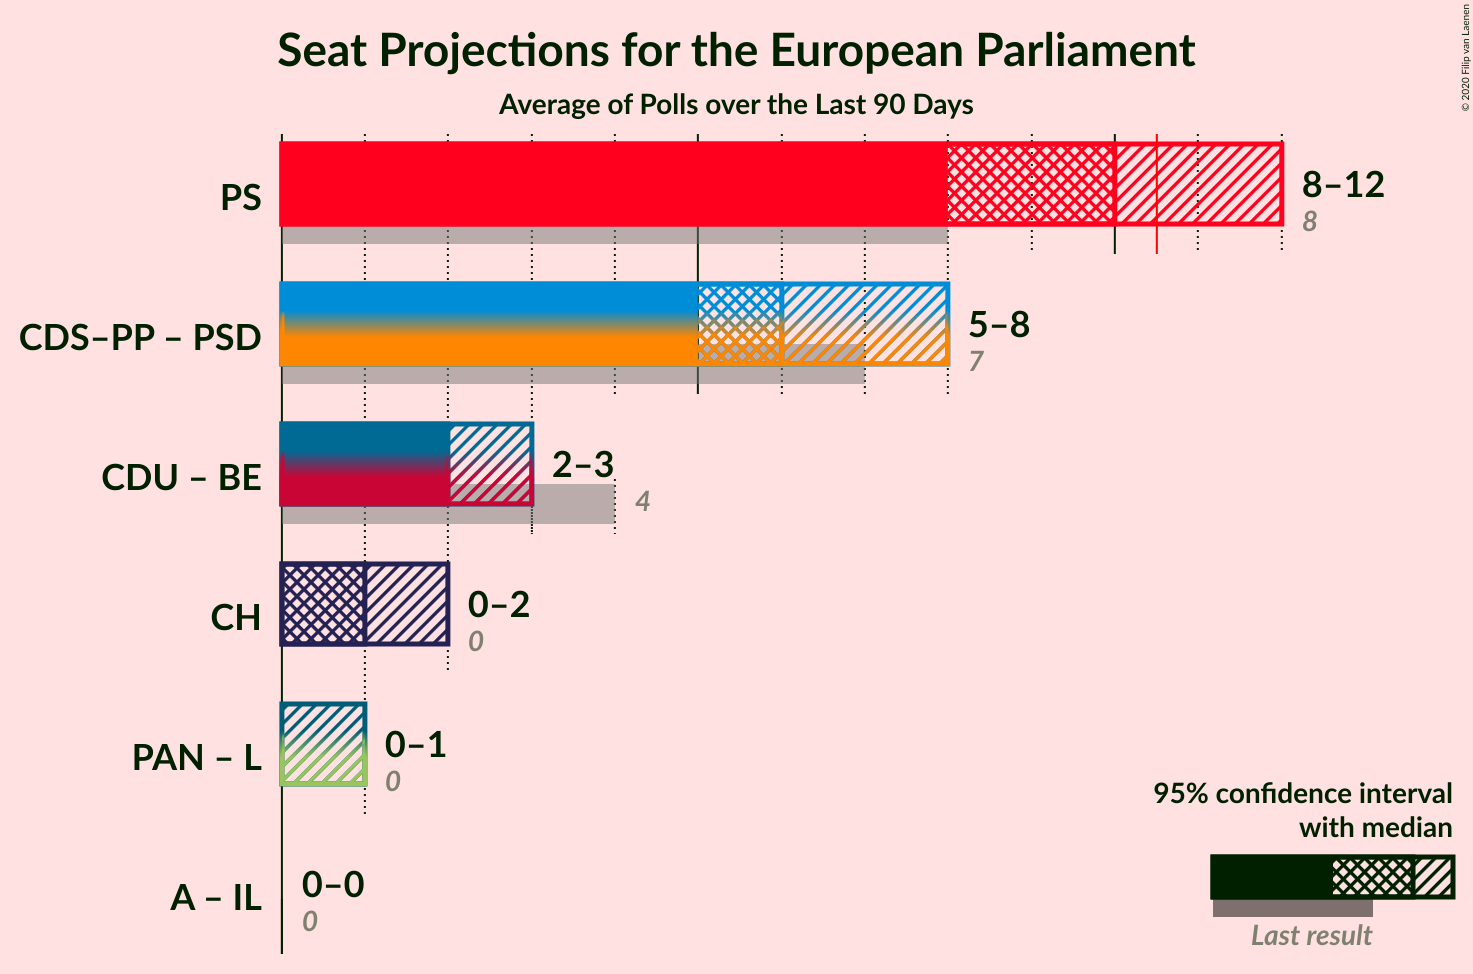 Seat Projections for the European Parliament
Average of Polls over the Last 90 Days
© 2020 Filip van Laenen
PS
8–12
8
CDS–PP – PSD
5–8
7
CDU – BE
2–3
4
CH
0–2
0
PAN – L
0–1
0
A – IL
0–0
0
95% confidence interval
with median
Last result